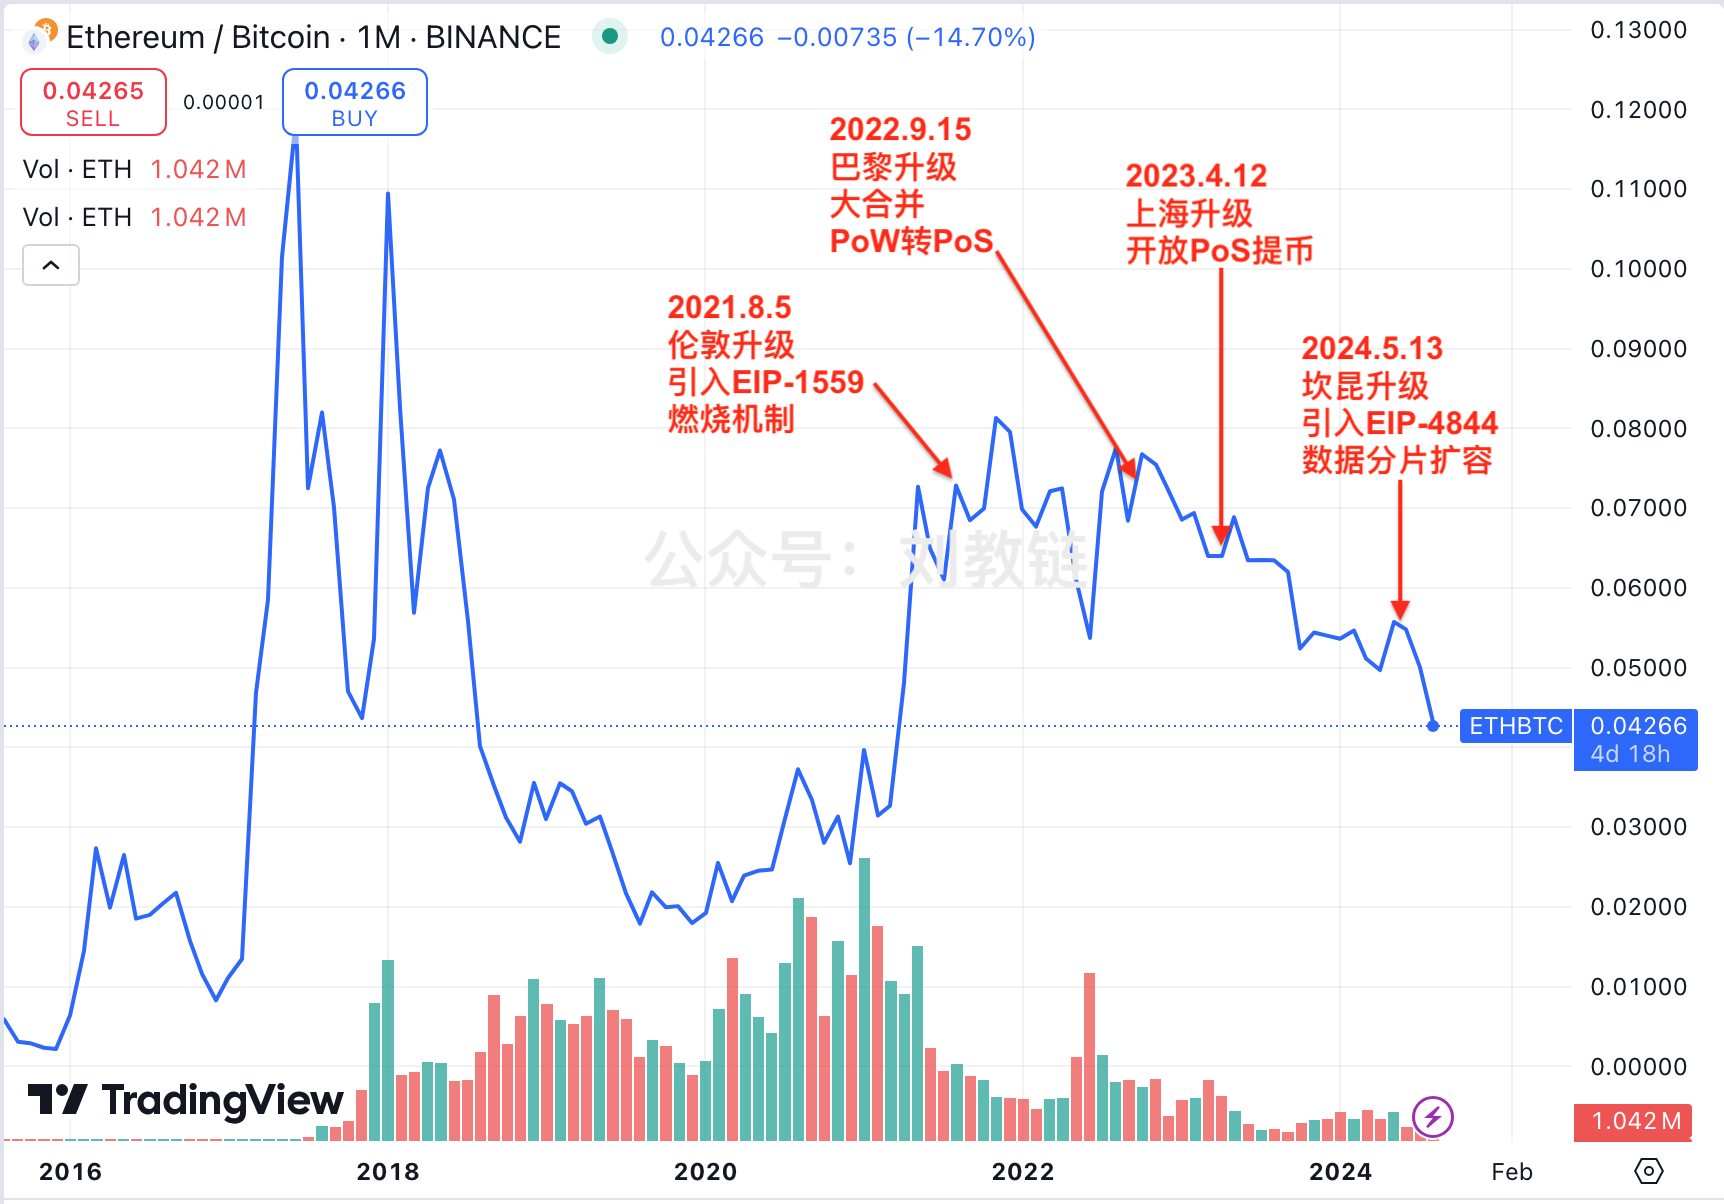 Ethereum / Bitcoin · 1M · BINANCE
0.04266 −0.00735 (−14.70%)
0.04265
SELL
0.00001
0.04266
BUY
Vol · ETH 1.042 M
Vol · ETH 1.042 M
2021.8.5
伦敦升级
引入EIP-1559
燃烧机制
2022.9.15
巴黎升级
大合并
PoW转PoS
2023.4.12
上海升级
开放PoS提币
2024.5.13
坎昆升级
引入EIP-4844
数据分片扩容
公众号：刘教链
0.13000
0.12000
0.11000
0.10000
0.09000
0.08000
0.07000
0.06000
0.05000
ETHBTC 0.04266
4d 18h
0.03000
0.02000
0.01000
0.00000
1.042 M
TradingView
2016 2018 2020 2022 2024 Feb